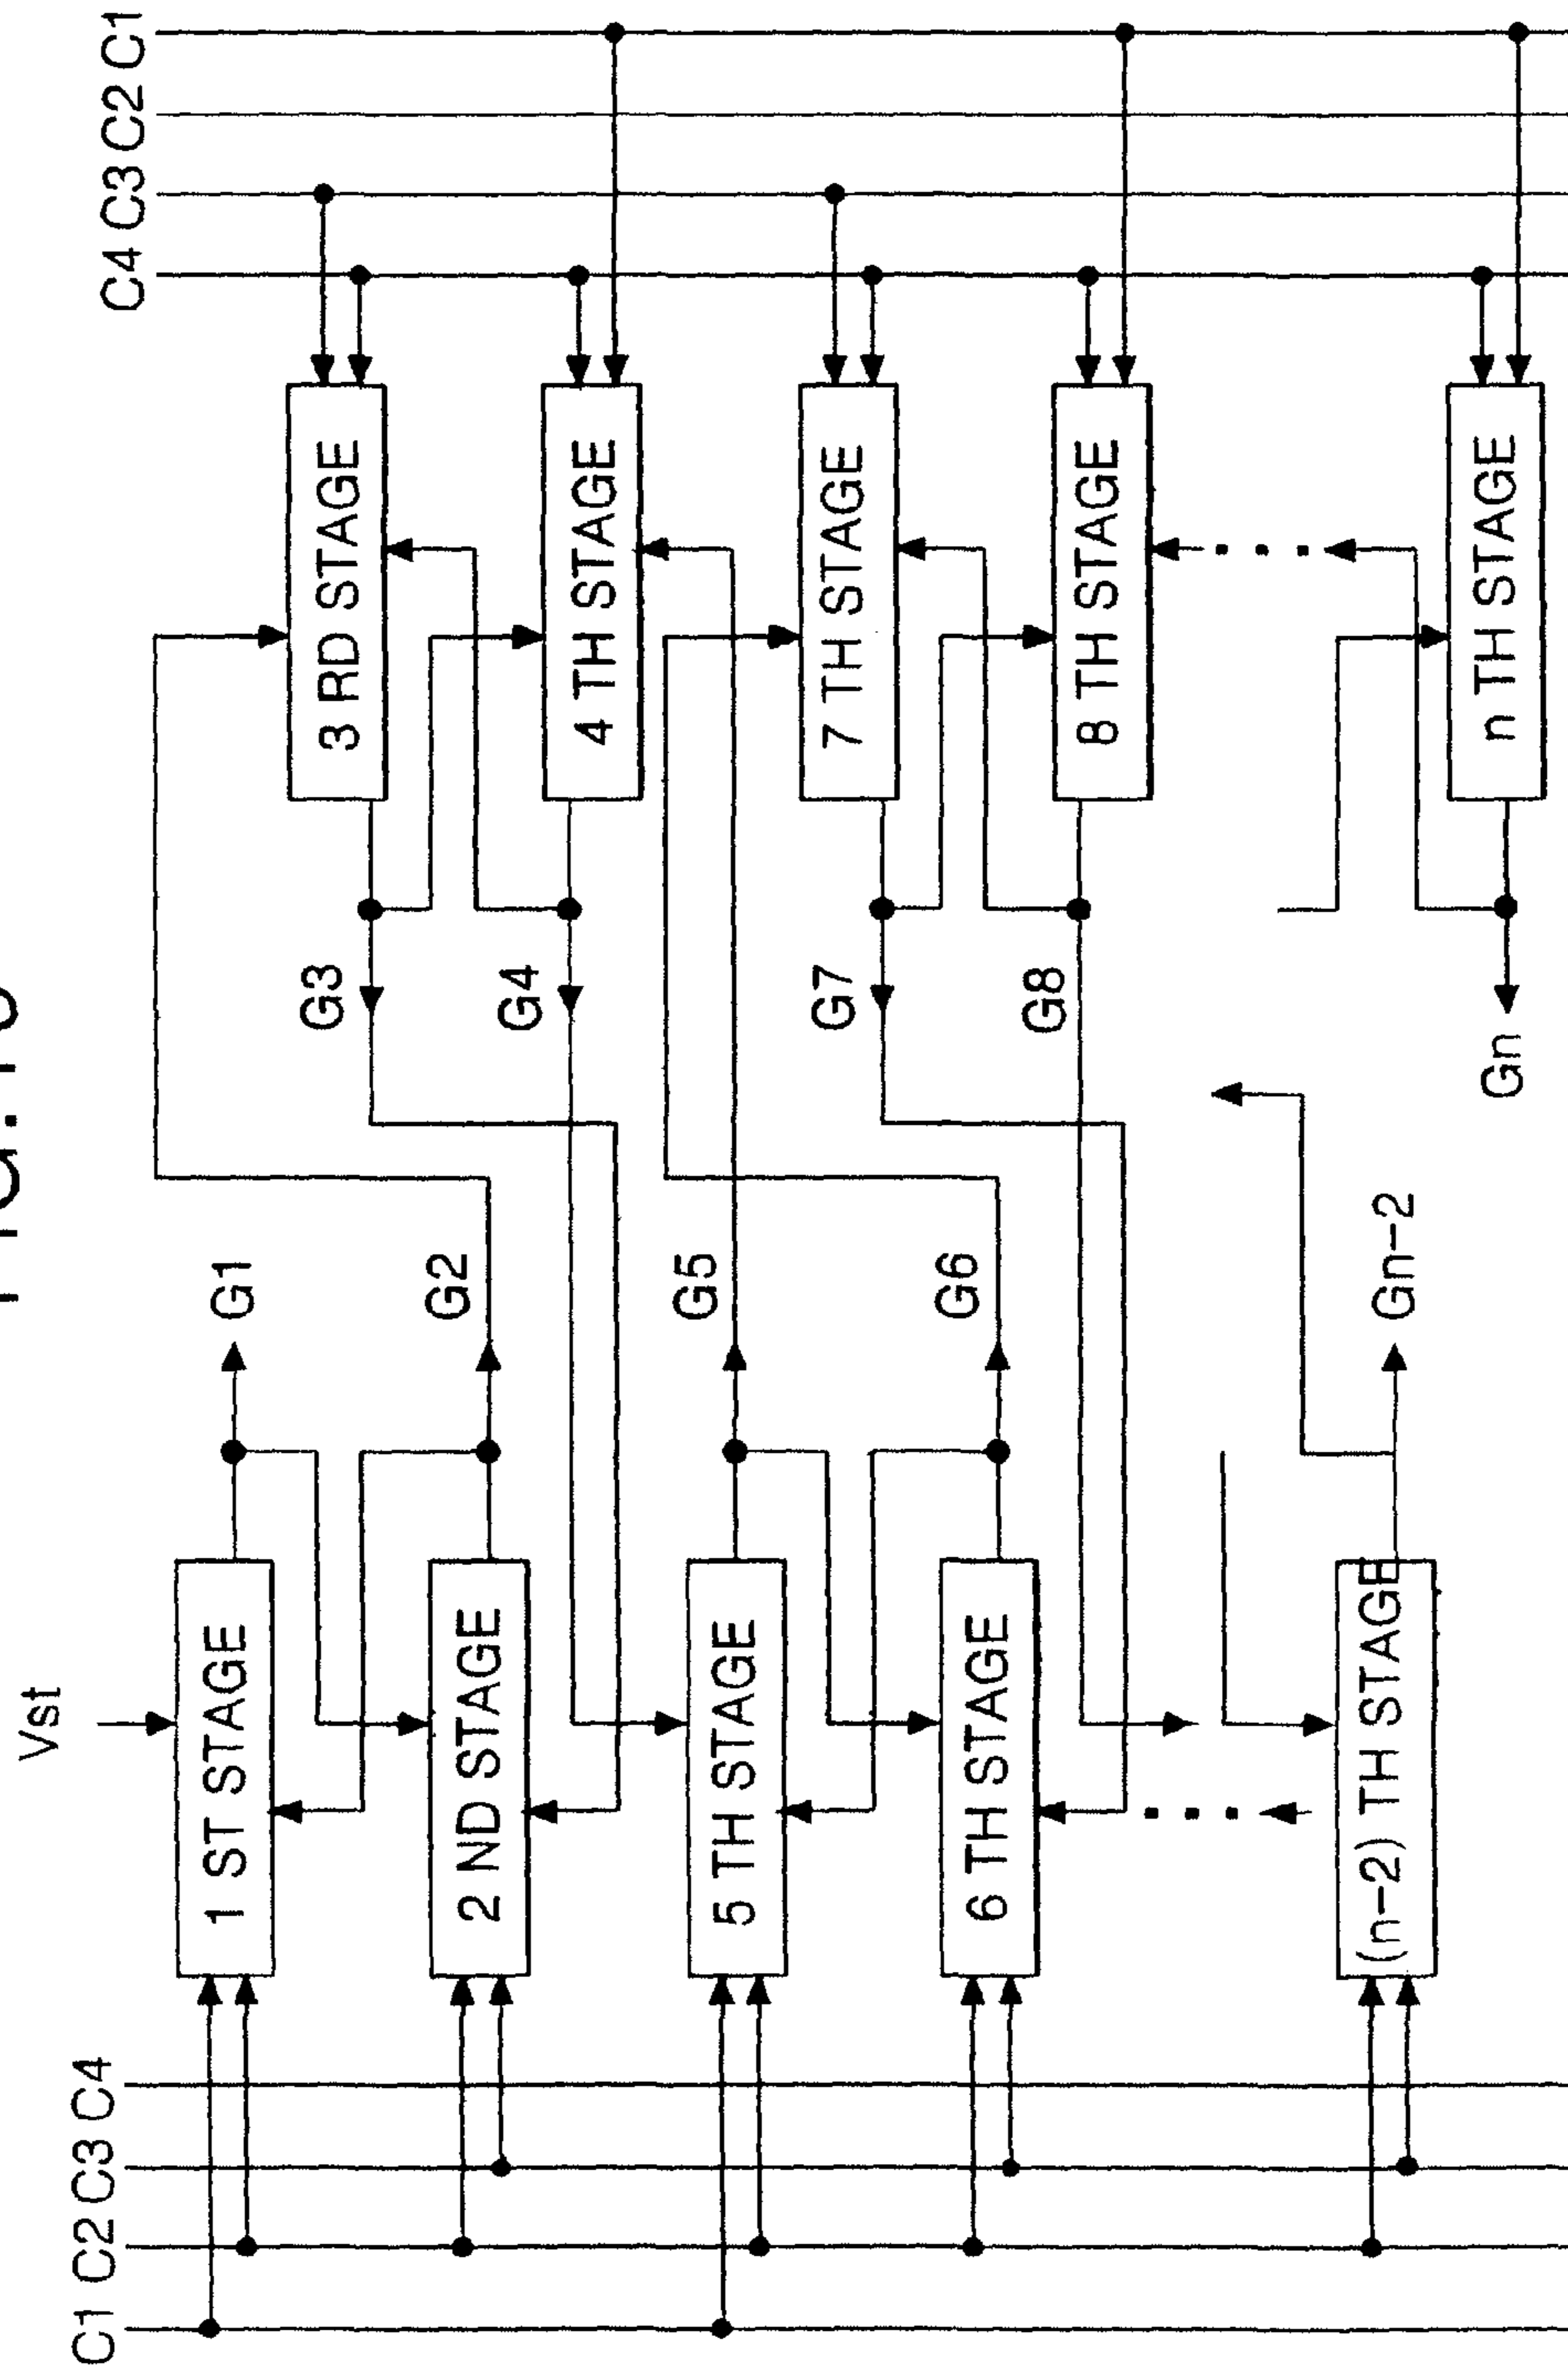 Vst
C1 C2 C3 C4
C4 C3 C2 C1
1 ST STAGE
G1
2 ND STAGE
G2
G3
3 RD STAGE
G4
4 TH STAGE
5 TH STAGE
G5
G7
7 TH STAGE
6 TH STAGE
G6
G8
8 TH STAGE
(n-2) TH STAGE
Gn-2
Gn
n TH STAGE